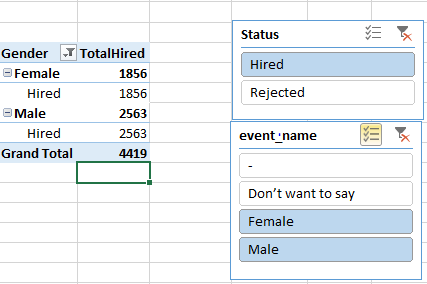 Gender TotalHired
Female 1856
Hired 1856
Male 2563
Hired 2563
Grand Total 4419
Status
Hired
Rejected
event_name
-
Don't want to say
Female
Male